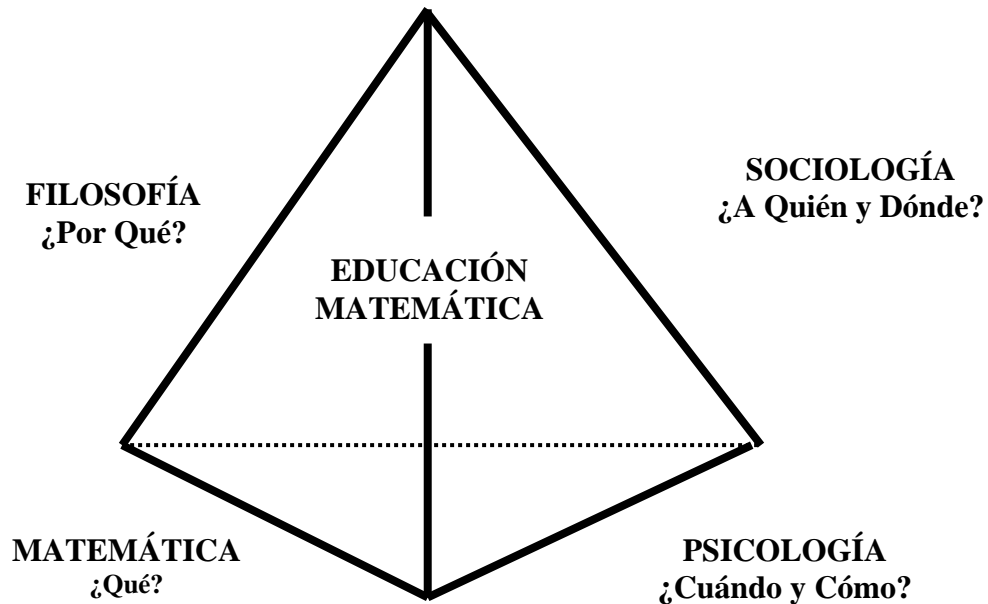 FILOSOFÍA
¿Por Qué?
SOCIOLOGÍA
¿A Quién y Dónde?
EDUCACIÓN
MATEMÁTICA
MATEMÁTICA
¿Qué?
PSICOLOGÍA
¿Cuándo y Cómo?